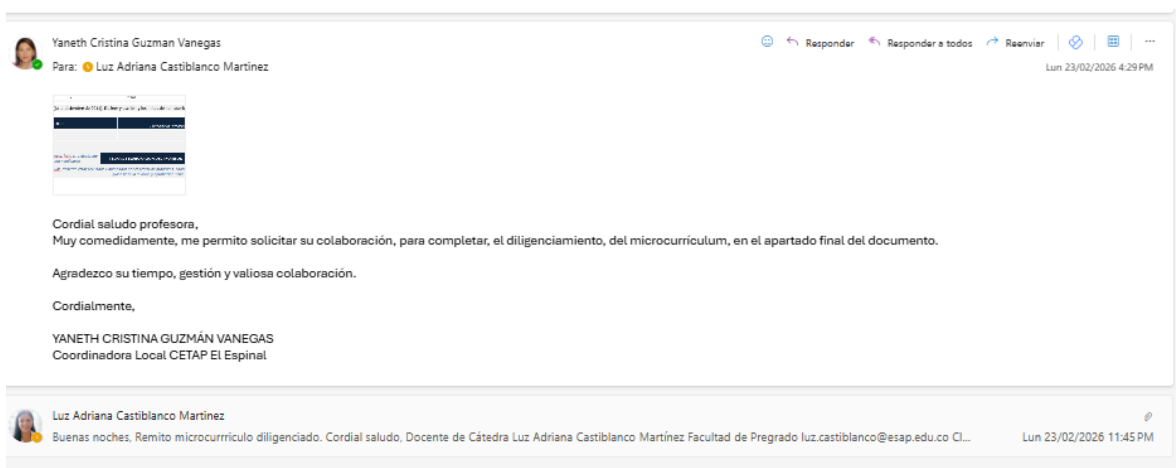 Yaneth Cristina Guzman Vanegas
Responder
Responder a todos
Reenviar
Para: Luz Adriana Castiblanco Martinez
Lun 23/02/2026 4:29 PM
Cordial saludo profesora,
Muy comedidamente, me permito solicitar su colaboración, para completar, el diligenciamiento, del microcurrículum, en el apartado final del documento.
Agradezco su tiempo, gestión y valiosa colaboración.
Cordialmente,
YANETH CRISTINA GUZMÁN VANEGAS
Coordinadora Local CETAP El Espinal
Luz Adriana Castiblanco Martinez
Buenas noches, Remito microcurrriculo diligenciado. Cordial saludo, Docente de Cátedra Luz Adriana Castiblanco Martínez Facultad de Pregrado luz.castiblanco@esap.edu.co Cl...
Lun 23/02/2026 11:45 PM